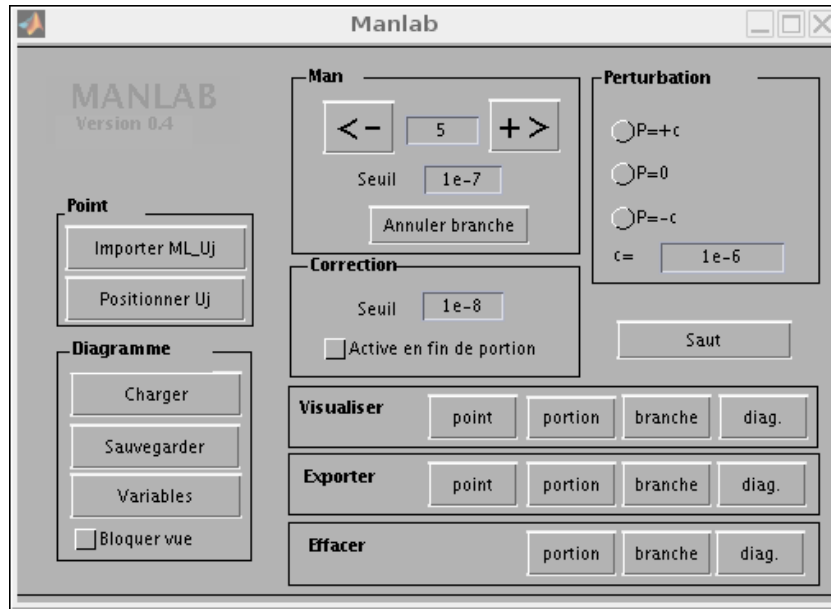 Manlab
MANLAB
Version 0.4
Point
Importer ML_Uj
Positionner Uj
Diagramme
Charger
Sauvegarder
Variables
Bloquer vue
Man
<- 5 +>
Seuil 1e-7
Annuler branche
Correction
Seuil 1e-8
Active en fin de portion
Perturbation
P=+c
P=0
P=-c
c= 1e-6
Saut
Visualiser point portion branche diag.
Exporter point portion branche diag.
Effacer portion branche diag.